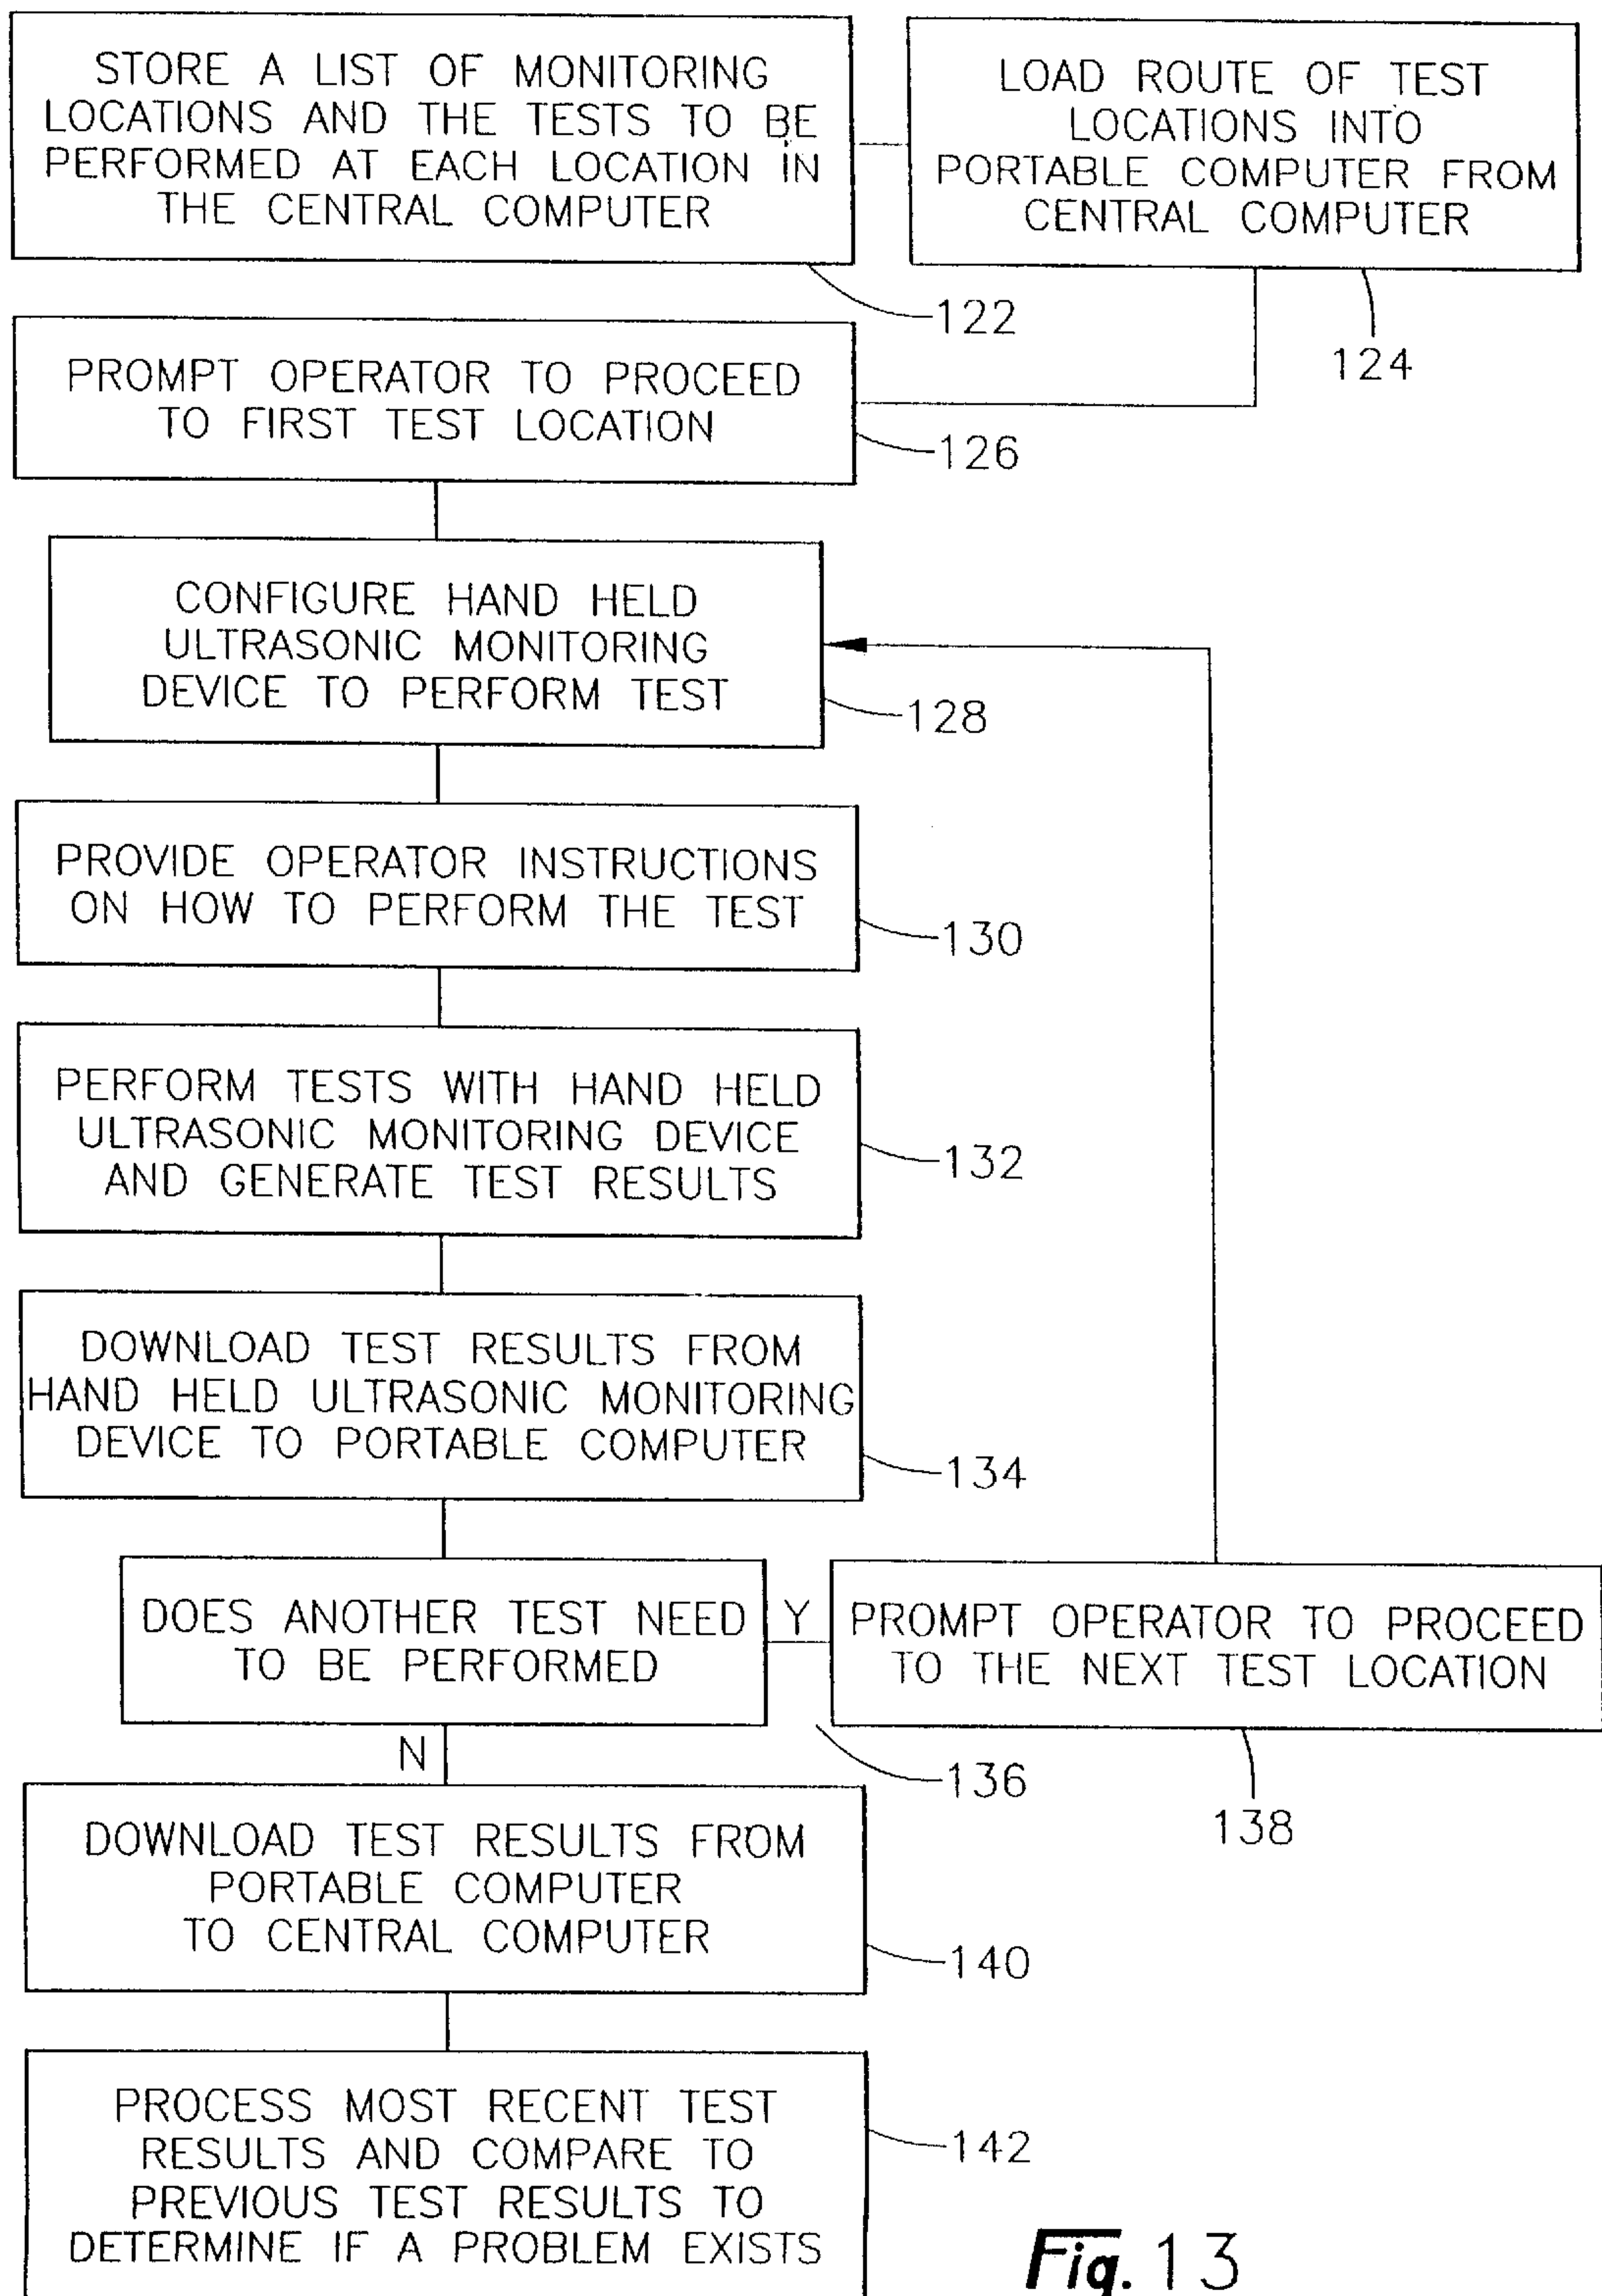 STORE A LIST OF MONITORING
LOCATIONS AND THE TESTS TO BE
PERFORMED AT EACH LOCATION IN
THE CENTRAL COMPUTER
122
LOAD ROUTE OF TEST
LOCATIONS INTO
PORTABLE COMPUTER FROM
CENTRAL COMPUTER
124
PROMPT OPERATOR TO PROCEED
TO FIRST TEST LOCATION
126
CONFIGURE HAND HELD
ULTRASONIC MONITORING
DEVICE TO PERFORM TEST
128
PROVIDE OPERATOR INSTRUCTIONS
ON HOW TO PERFORM THE TEST
130
PERFORM TESTS WITH HAND HELD
ULTRASONIC MONITORING DEVICE
AND GENERATE TEST RESULTS
132
DOWNLOAD TEST RESULTS FROM
HAND HELD ULTRASONIC MONITORING
DEVICE TO PORTABLE COMPUTER
134
DOES ANOTHER TEST NEED
TO BE PERFORMED
136
Y
PROMPT OPERATOR TO PROCEED
TO THE NEXT TEST LOCATION
138
N
DOWNLOAD TEST RESULTS FROM
PORTABLE COMPUTER
TO CENTRAL COMPUTER
140
PROCESS MOST RECENT TEST
RESULTS AND COMPARE TO
PREVIOUS TEST RESULTS TO
DETERMINE IF A PROBLEM EXISTS
142
Fig. 13